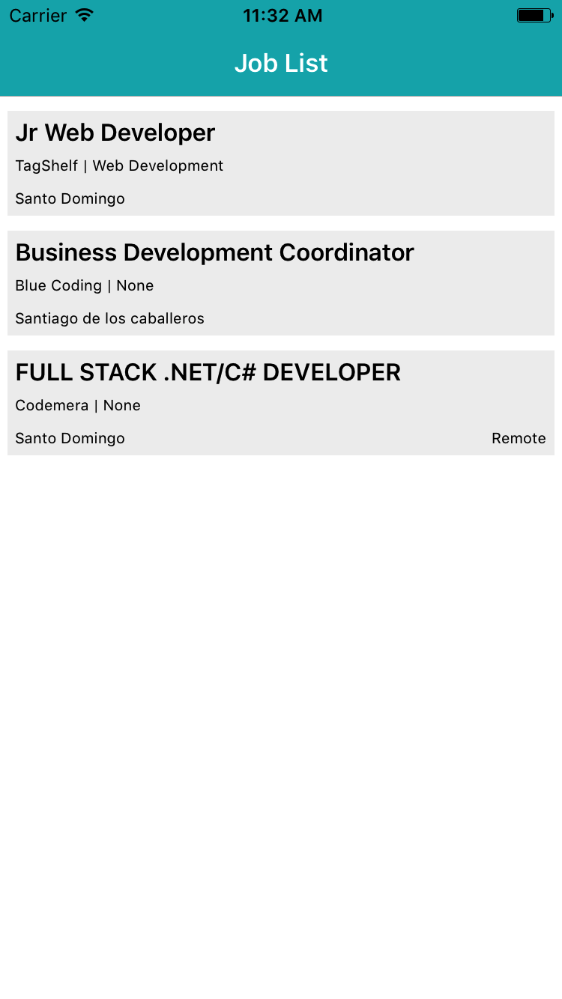 Carrier 11:32 AM
Job List
Jr Web Developer
TagShelf | Web Development
Santo Domingo
Business Development Coordinator
Blue Coding | None
Santiago de los caballeros
FULL STACK .NET/C# DEVELOPER
Codemera | None
Santo Domingo Remote